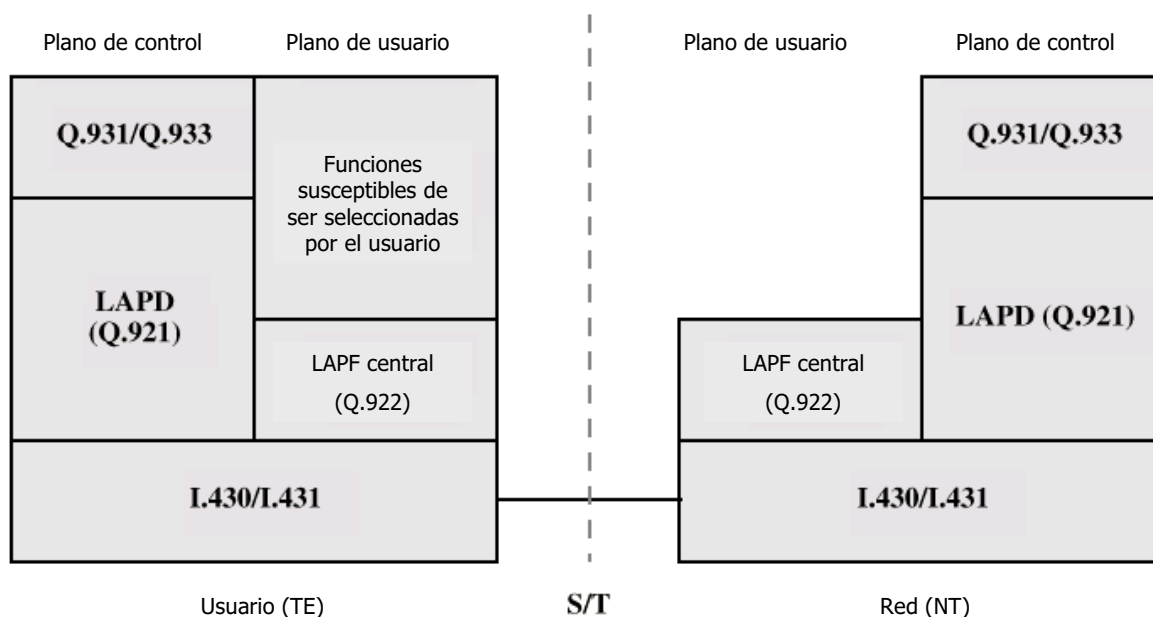 Plano de control
Plano de usuario
Plano de usuario
Plano de control
Q.931/Q.933
Funciones
susceptibles de
ser seleccionadas
por el usuario
LAPD
(Q.921)
LAPF central
(Q.922)
I.430/I.431
Q.931/Q.933
LAPF central
(Q.922)
LAPD (Q.921)
I.430/I.431
Usuario (TE)
S/T
Red (NT)